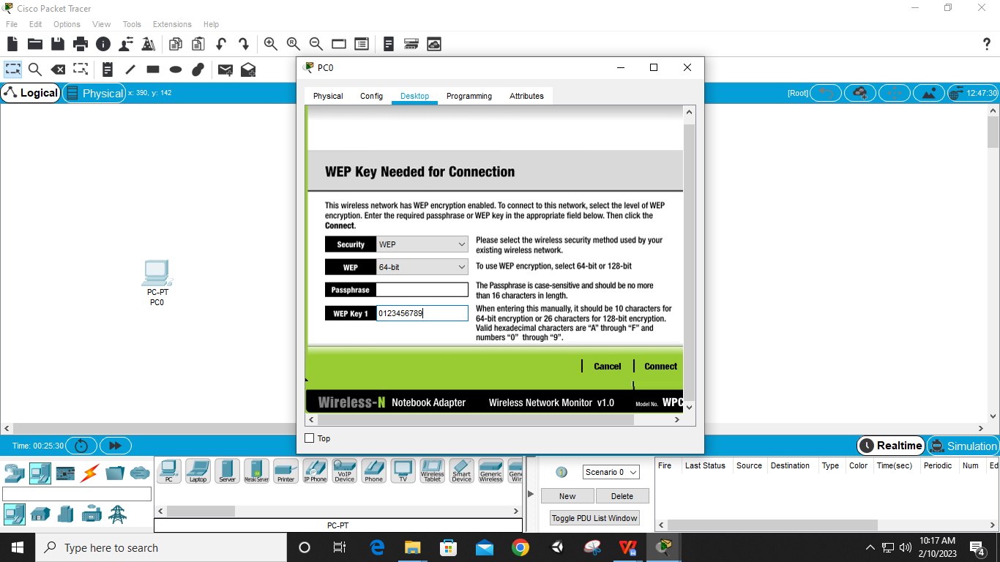 Cisco Packet Tracer
File Edit Options View Tools Extensions Help
?
Logical
Physical
x: 390, y: 142
[Root]
12:47:30
PC-PT
PC0
PC0
Physical Config Desktop Programming Attributes
WEP Key Needed for Connection
This wireless network has WEP encryption enabled. To connect to this network, select the level of WEP
encryption. Enter the required passphrase or WEP key in the appropriate field below. Then click the
Connect.
Security WEP
Please select the wireless security method used by your
existing wireless network.
WEP 64-bit
To use WEP encryption, select 64-bit or 128-bit
Passphrase
The Passphrase is case-sensitive and should be no more
than 16 characters in length.
WEP Key 1 0123456789
When entering this manually, it should be 10 characters for
64-bit encryption or 26 characters for 128-bit encryption.
Valid hexadecimal characters are “A” through “F” and
numbers “0” through “9”.
Cancel Connect
Wireless-N Notebook Adapter Wireless Network Monitor v1.0 Model No. WPC
Top
Time: 00:25:30
Realtime
Simulation
PC
Laptop
Server
Meraki Server
Printer
IP Phone
VoIP
Device
Phone
TV
Wireless
Tablet
Smart
Device
Generic
Wireless
Gene
Wir
PC-PT
1
Scenario 0
New Delete
Toggle PDU List Window
Fire Last Status Source Destination Type Color Time(sec) Periodic Num Ed
Type here to search
10:17 AM
2/10/2023
4